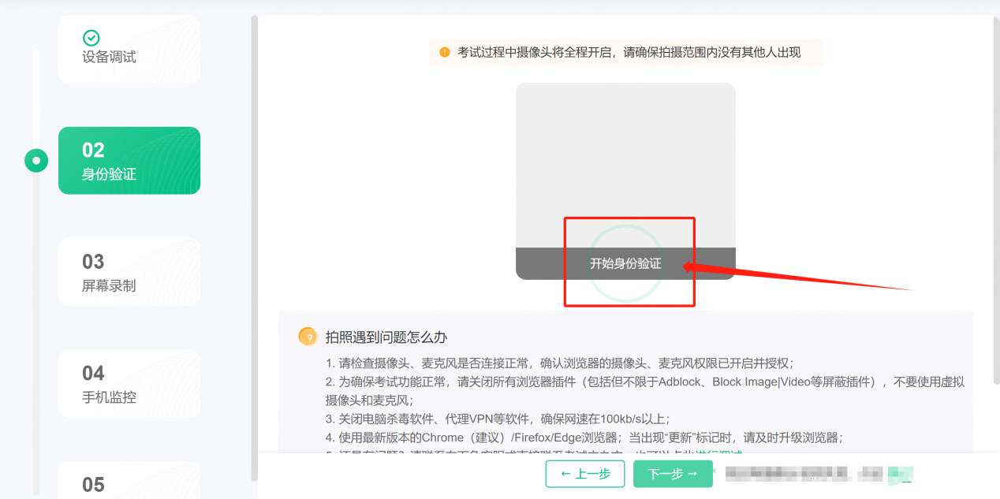 设备调试
02
身份验证
03
屏幕录制
04
手机监控
05
考试过程中摄像头将全程开启，请确保拍摄范围内没有其他人出现
开始身份验证
拍照遇到问题怎么办
1. 请检查摄像头、麦克风是否连接正常，确认浏览器的摄像头、麦克风权限已开启并授权；
2. 为确保考试功能正常，请关闭所有浏览器插件（包括但不限于Adblock、Block Image|Video等屏蔽插件），不要使用虚拟
摄像头和麦克风；
3. 关闭电脑杀毒软件、代理VPN等软件，确保网速在100kb/s以上；
4. 使用最新版本的Chrome（建议）/Firefox/Edge浏览器；当出现“更新”标记时，请及时升级浏览器；
← 上一步
下一步 →